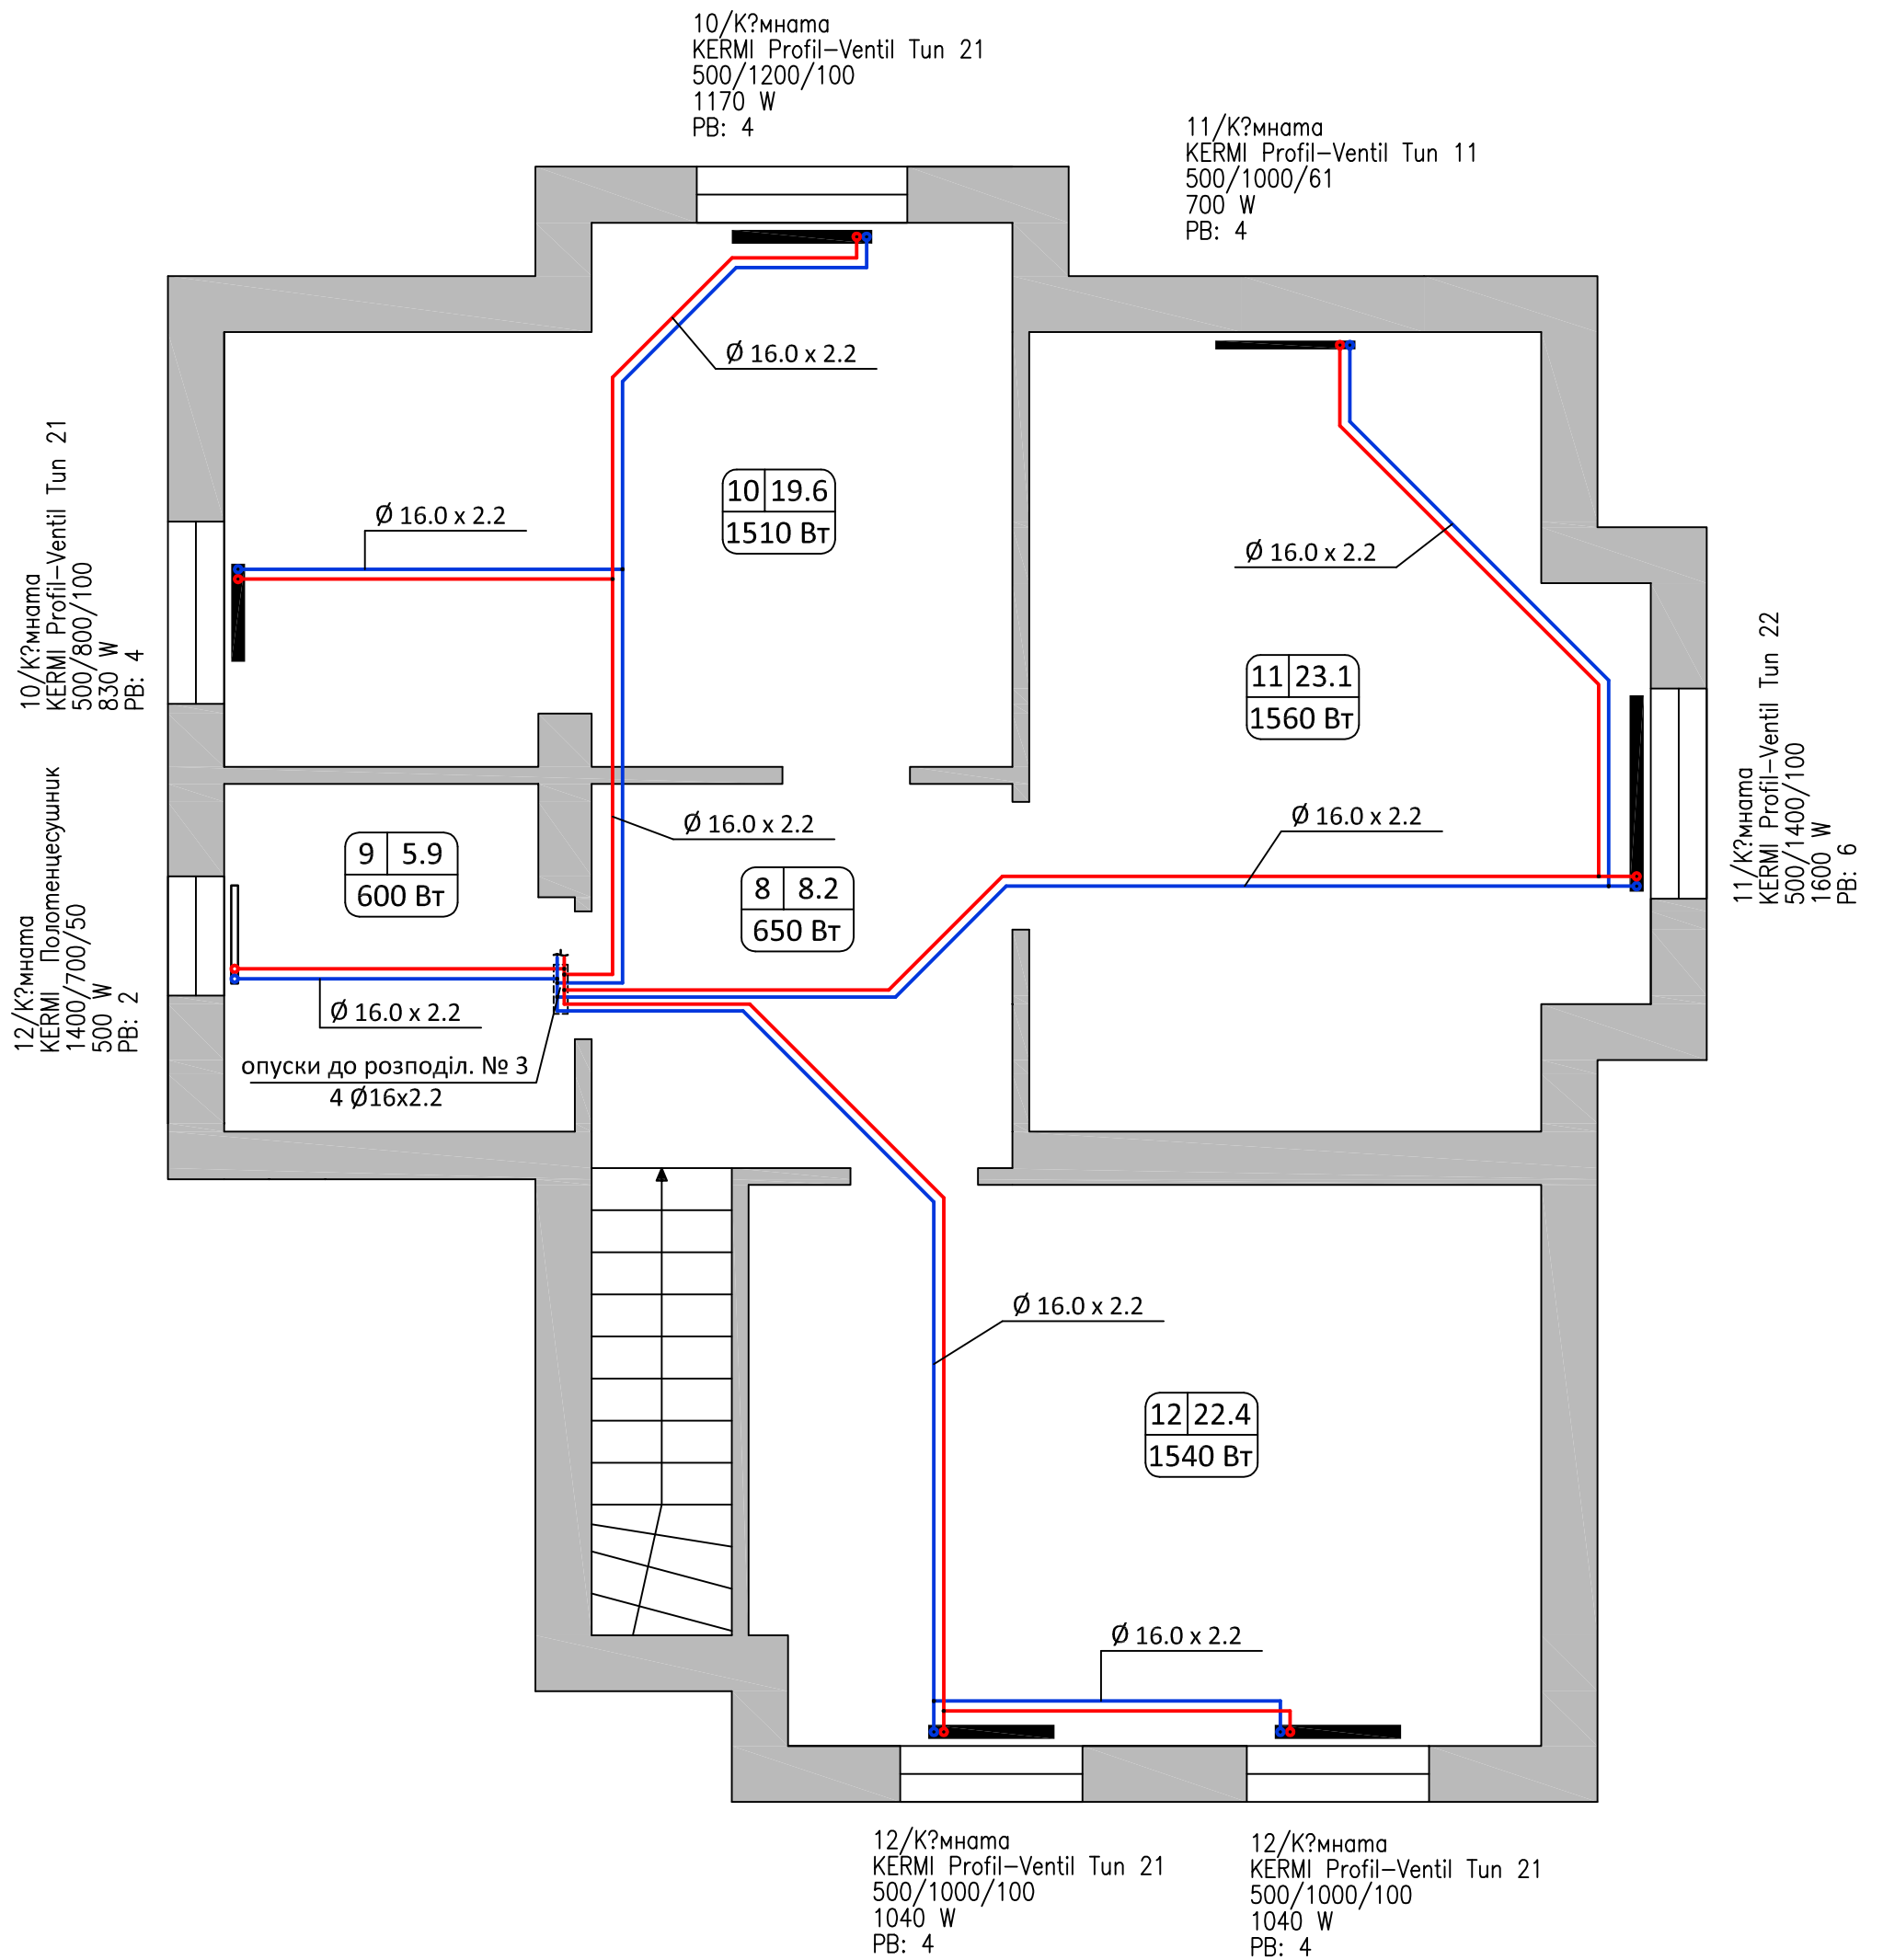 10/К?мната
KERMI Profil-Ventil Тип 21
500/1200/100
1170 W
РВ: 4
11/К?мната
KERMI Profil-Ventil Тип 11
500/1000/61
700 W
РВ: 4
Ø 16.0 x 2.2
10/К?мната
KERMI Profil-Ventil Тип 21
500/800/100
830 W
РВ: 4
Ø 16.0 x 2.2
10 19.6
1510 Вт
Ø 16.0 x 2.2
11 23.1
1560 Вт
11/К?мната
KERMI Profil-Ventil Тип 22
500/1400/100
1600 W
РВ: 6
Ø 16.0 x 2.2
Ø 16.0 x 2.2
12/К?мната
KERMI Полотенцесушник
1400/700/50
500 W
РВ: 2
9 5.9
600 Вт
8 8.2
650 Вт
Ø 16.0 x 2.2
опуски до розподіл. № 3
4 Ø16x2.2
Ø 16.0 x 2.2
12 22.4
1540 Вт
Ø 16.0 x 2.2
12/К?мната
KERMI Profil-Ventil Тип 21
500/1000/100
1040 W
РВ: 4
12/К?мната
KERMI Profil-Ventil Тип 21
500/1000/100
1040 W
РВ: 4